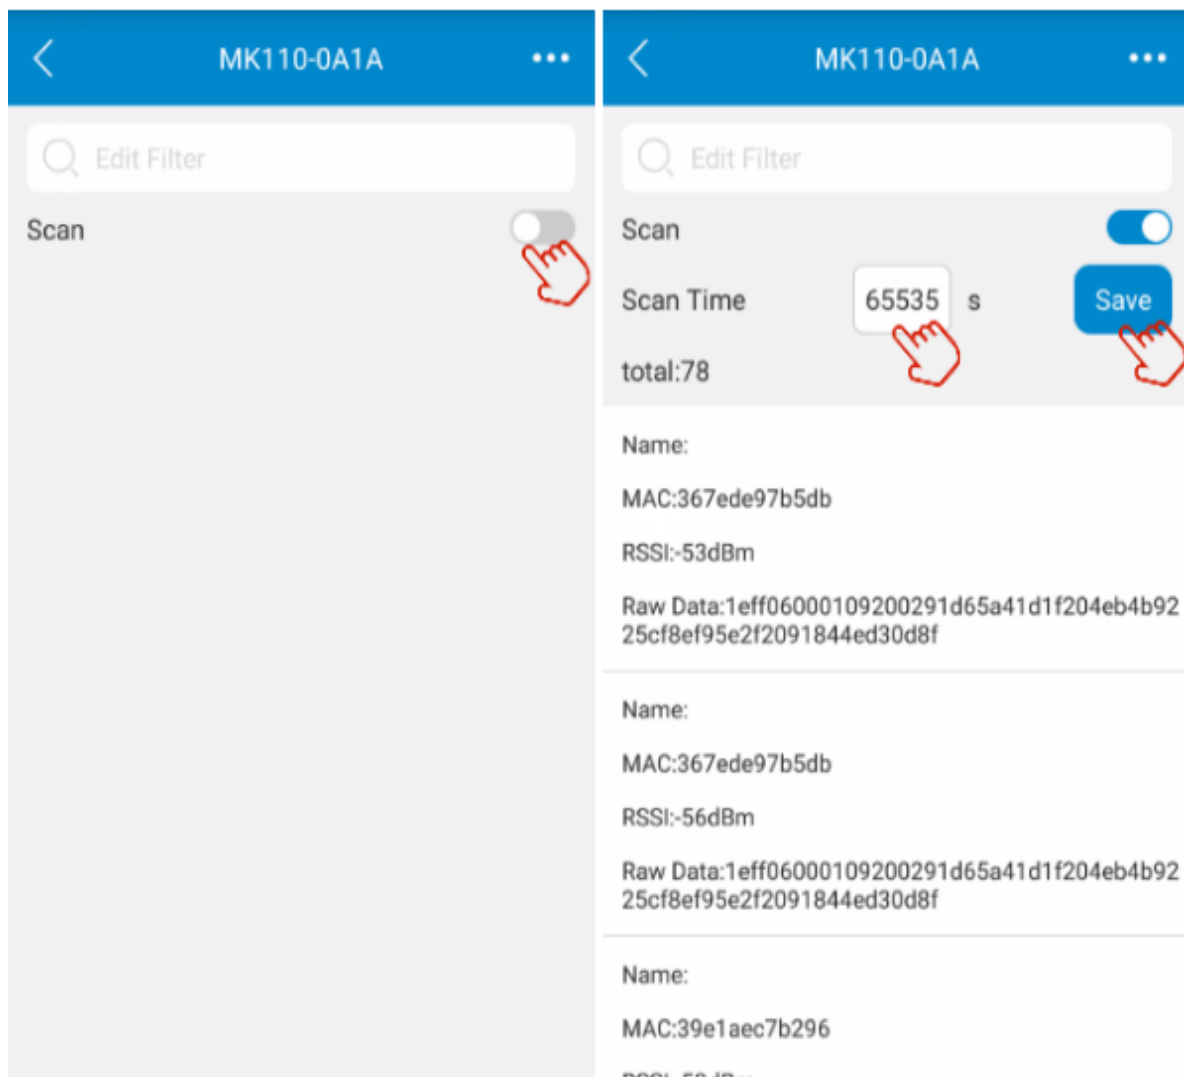 MK110-0A1A
Edit Filter
Scan
MK110-0A1A
Edit Filter
Scan
Scan Time 65535 s Save
total:78
Name:
MAC:367ede97b5db
RSSI:-53dBm
Raw Data:1eff06000109200291d65a41d1f204eb4b92
25cf8ef95e2f2091844ed30d8f
Name:
MAC:367ede97b5db
RSSI:-56dBm
Raw Data:1eff06000109200291d65a41d1f204eb4b92
25cf8ef95e2f2091844ed30d8f
Name:
MAC:39e1aec7b296